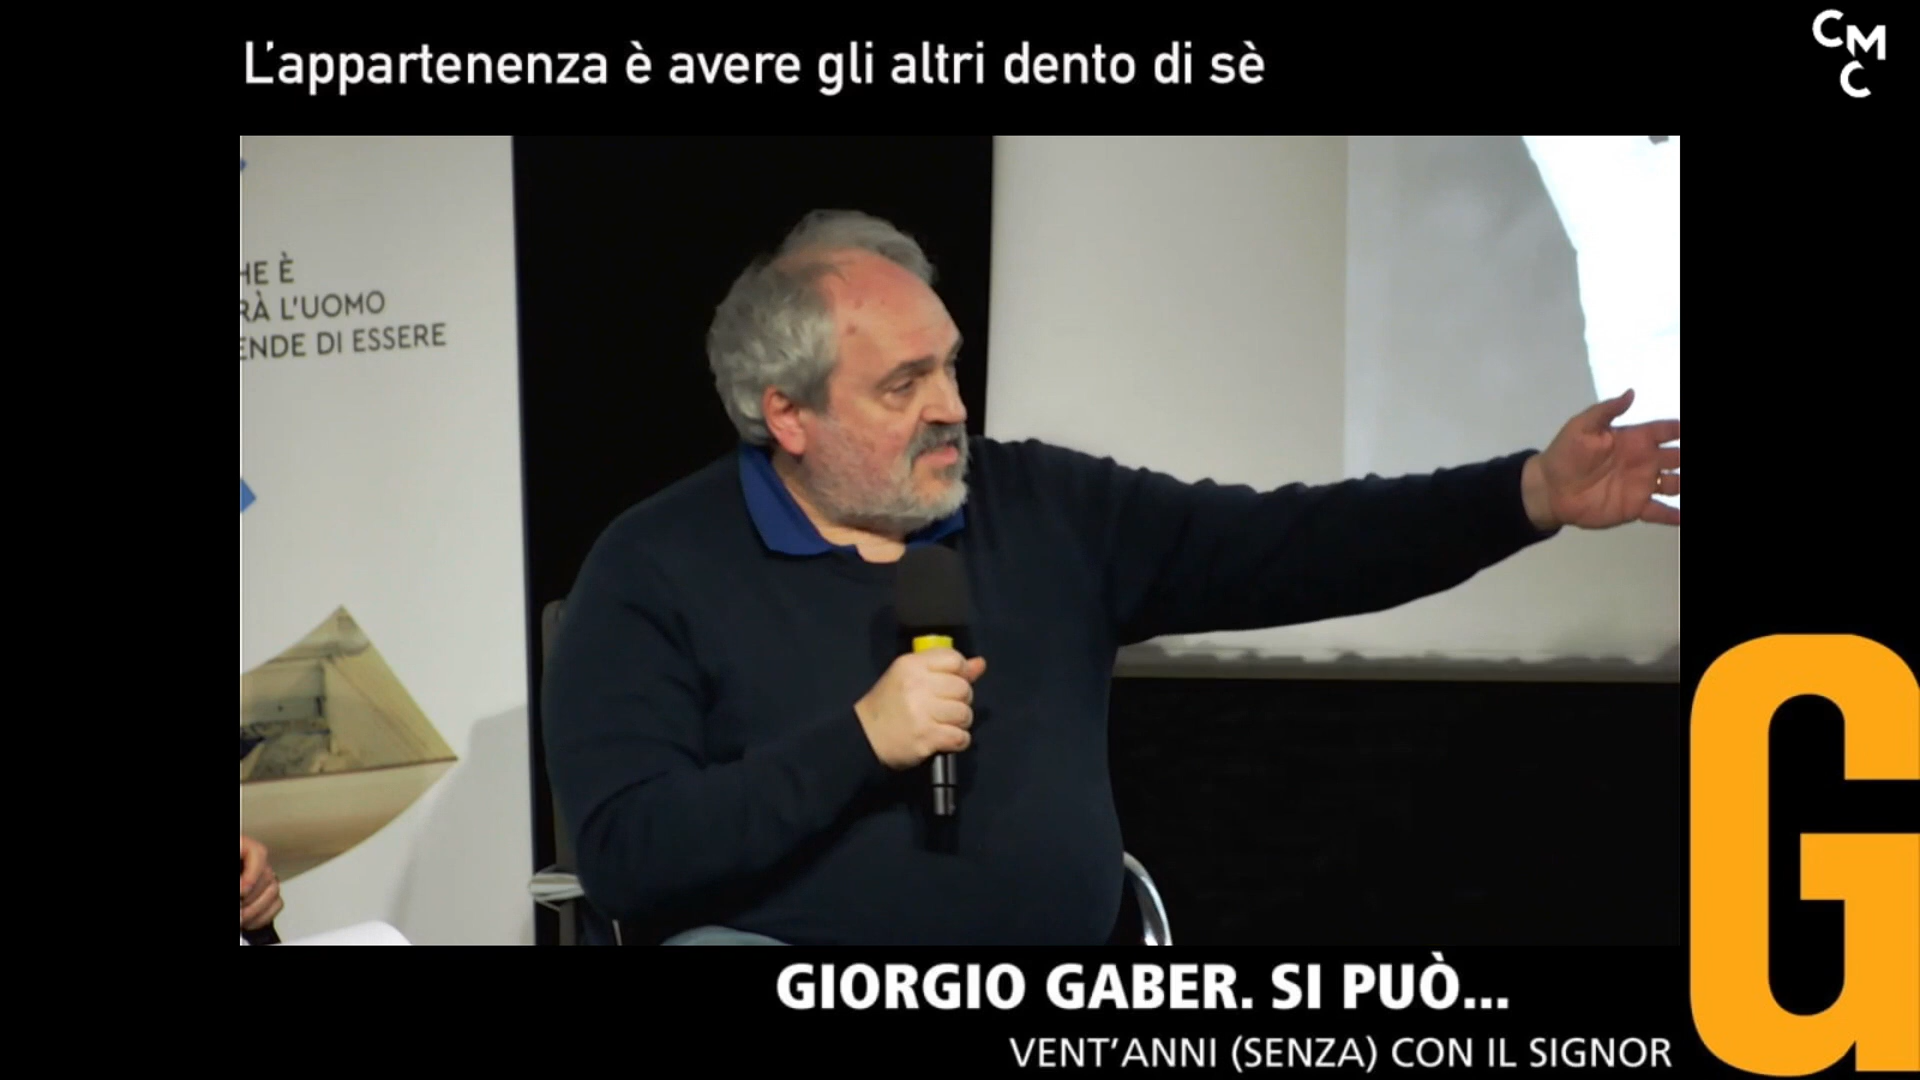 L'appartenenza è avere gli altri dento di sè
CMC
HE È
RÀ L'UOMO
ENDE DI ESSERE
GIORGIO GABER. SI PUÒ...
VENT'ANNI (SENZA) CON IL SIGNOR
G